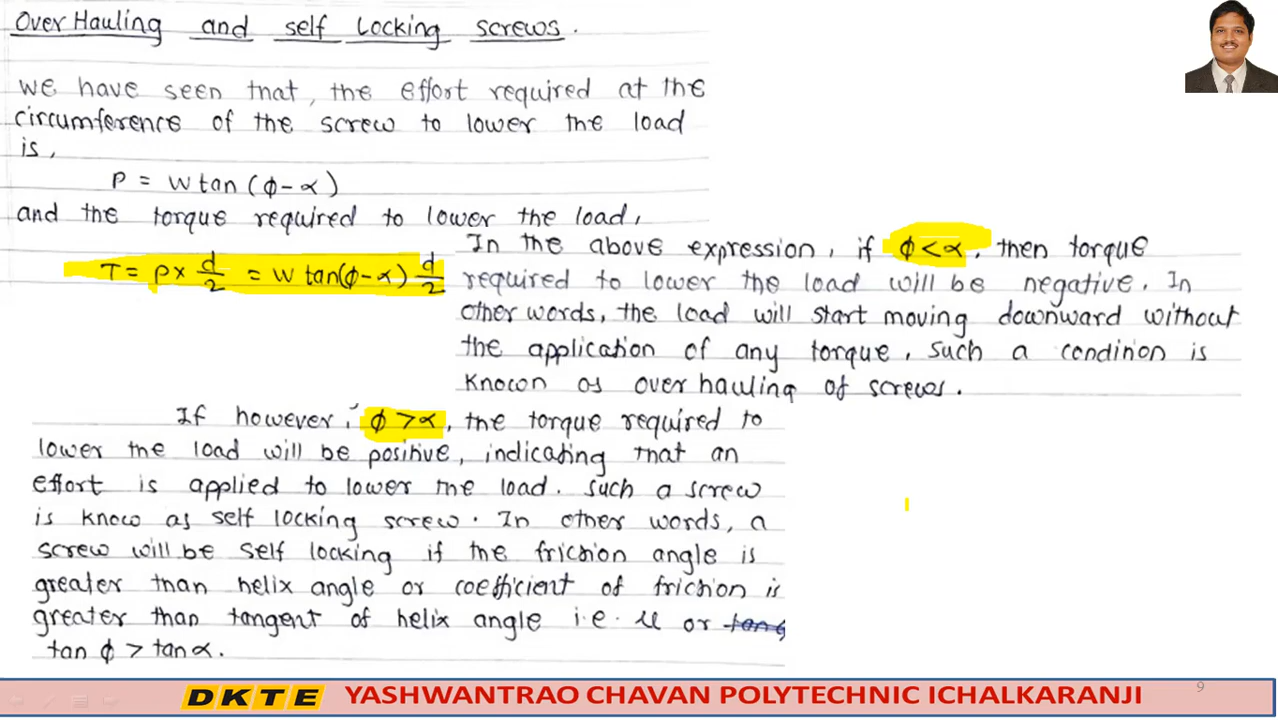 Over Hauling and self Locking screws.
we have seen that, the effort required at the
circumference of the screw to lower the load
is,
P = W tan (ϕ-α)
and the torque required to lower the load,
T = P x d/2 = W tan(ϕ-α) d/2
In the above expression, if ϕ < α, then torque
required to lower the load will be negative. In
other words, the load will start moving downward without
the application of any torque, such a condition is
known as over hauling of screws.
If however, ϕ > α, the torque required to
lower the load will be positive, indicating that an
effort is applied to lower the load. Such a screw
is know as self locking screw. In other words, a
screw will be self locking if the friction angle is
greater than helix angle or coefficient of friction is
greater than tangent of helix angle i.e. μ or
tan ϕ > tan α.
DKTE YASHWANTRAO CHAVAN POLYTECHNIC ICHALKARANJI
9